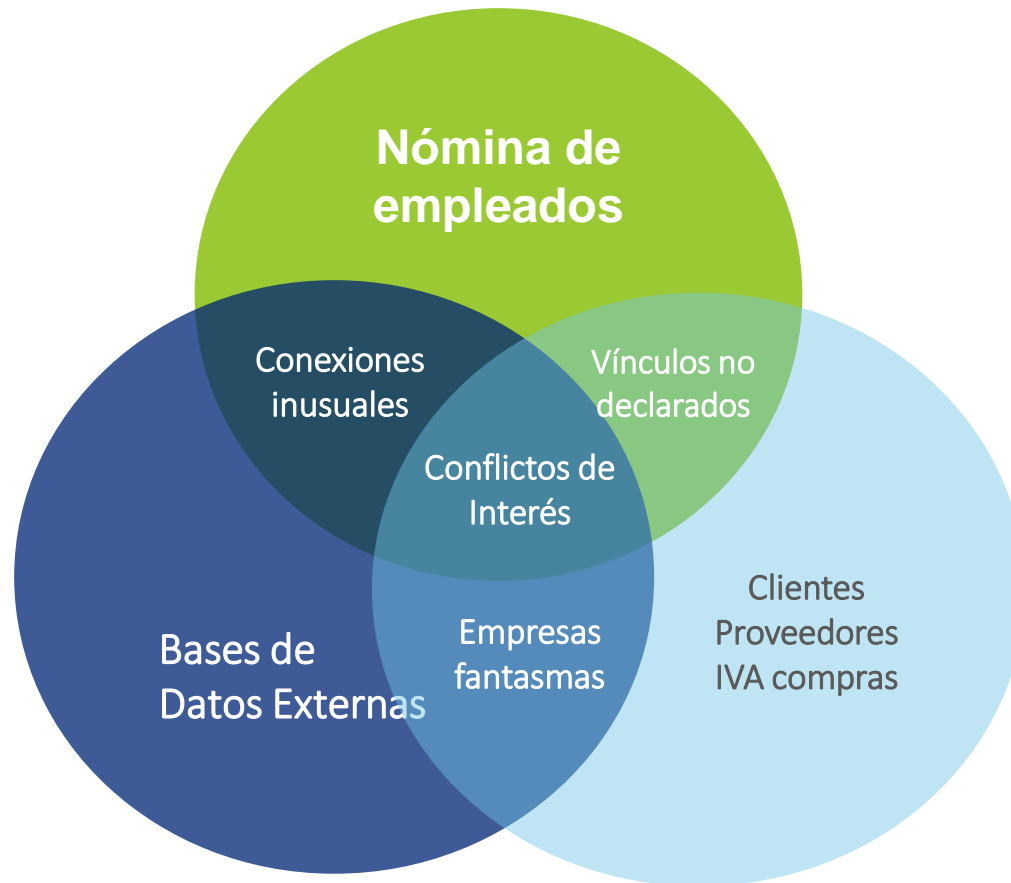 Nómina de
empleados
Conexiones
inusuales
Vínculos no
declarados
Conflictos de
Interés
Bases de
Datos Externas
Empresas
fantasmas
Clientes
Proveedores
IVA compras